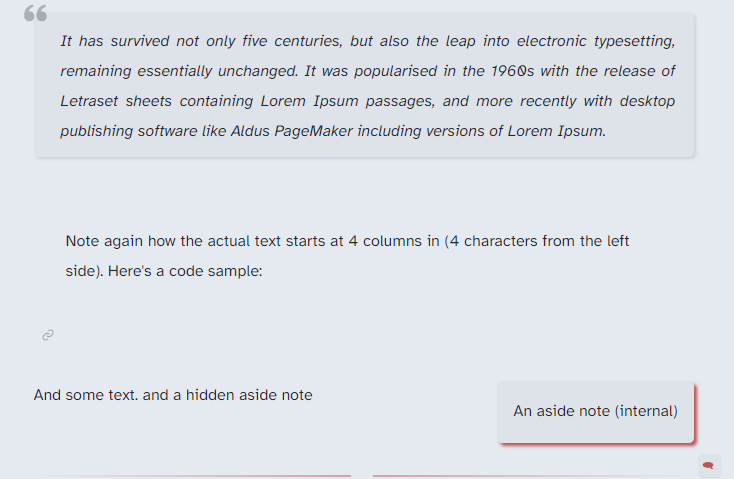 It has survived not only five centuries, but also the leap into electronic typesetting,
remaining essentially unchanged. It was popularised in the 1960s with the release of
Letraset sheets containing Lorem Ipsum passages, and more recently with desktop
publishing software like Aldus PageMaker including versions of Lorem Ipsum.
Note again how the actual text starts at 4 columns in (4 characters from the left
side). Here's a code sample:
And some text. and a hidden aside note
An aside note (internal)